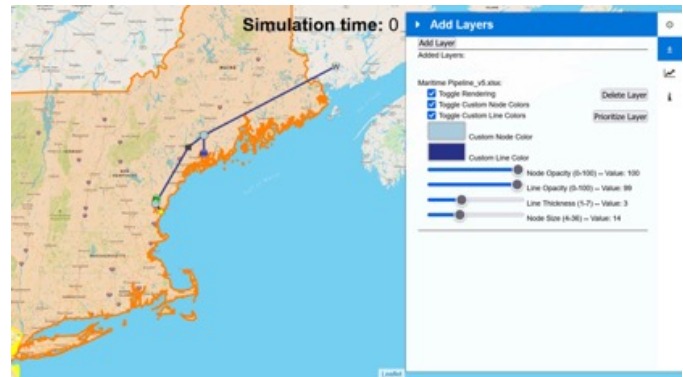 Simulation time: 0
Add Layers
Add Layer
Added Layers:
Maritime Pipeline_v5.xlsx:
Toggle Rendering
Delete Layer
Toggle Custom Node Colors
Toggle Custom Line Colors
Prioritize Layer
Custom Node Color
Custom Line Color
Node Opacity (0-100) -- Value: 100
Line Opacity (0-100) -- Value: 99
Line Thickness (1-7) -- Value: 3
Node Size (4-36) -- Value: 14
MAINE
MASSACHUSETTS
Leaflet